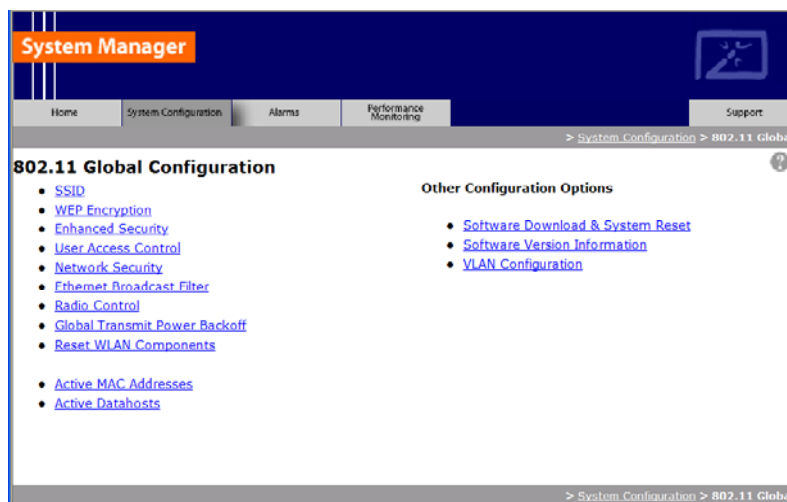 System Manager
Home
System Configuration
Alarms
Performance
Monitoring
Support
> System Configuration > 802.11 Globa
?
802.11 Global Configuration
SSID
WEP Encryption
Enhanced Security
User Access Control
Network Security
Ethernet Broadcast Filter
Radio Control
Global Transmit Power Backoff
Reset WLAN Components
Active MAC Addresses
Active Datahosts
Other Configuration Options
Software Download & System Reset
Software Version Information
VLAN Configuration
> System Configuration > 802.11 Globa